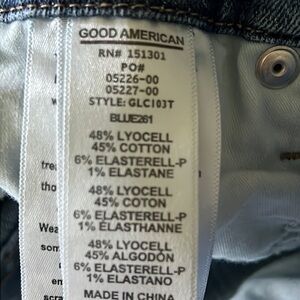 GOOD AMERICAN
RN# 151301
PO#
05226-00
05227-00
STYLE: GLC103T
BLUE261
48% LYOCELL
45% COTTON
6% ELASTERELL-P
1% ELASTANE
48% LYOCELL
45% COTON
6% ELASTERELL-P
1% ELASTHANNE
48% LYOCELL
45% ALGODÓN
6% ELASTERELL-P
1% ELASTANO
MADE IN CHINA